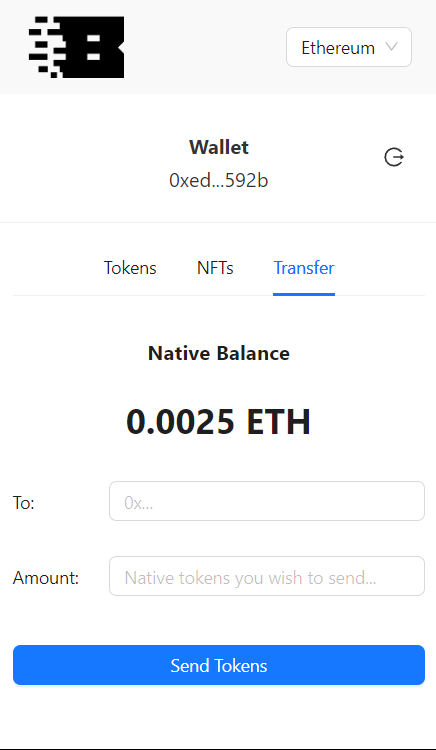 B
Ethereum
Wallet
0xed...592b
Tokens NFTs Transfer
Native Balance
0.0025 ETH
To: 0x...
Amount: Native tokens you wish to send...
Send Tokens